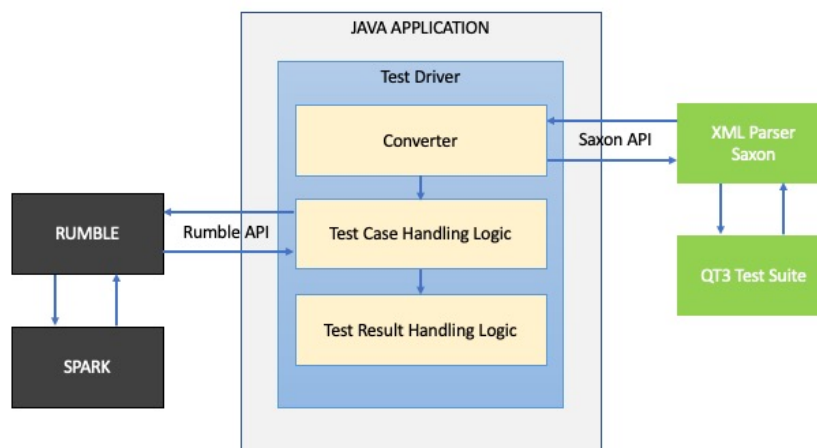 JAVA APPLICATION
Test Driver
Converter
Saxon API
XML Parser
Saxon
RUMBLE
Rumble API
Test Case Handling Logic
QT3 Test Suite
Test Result Handling Logic
SPARK